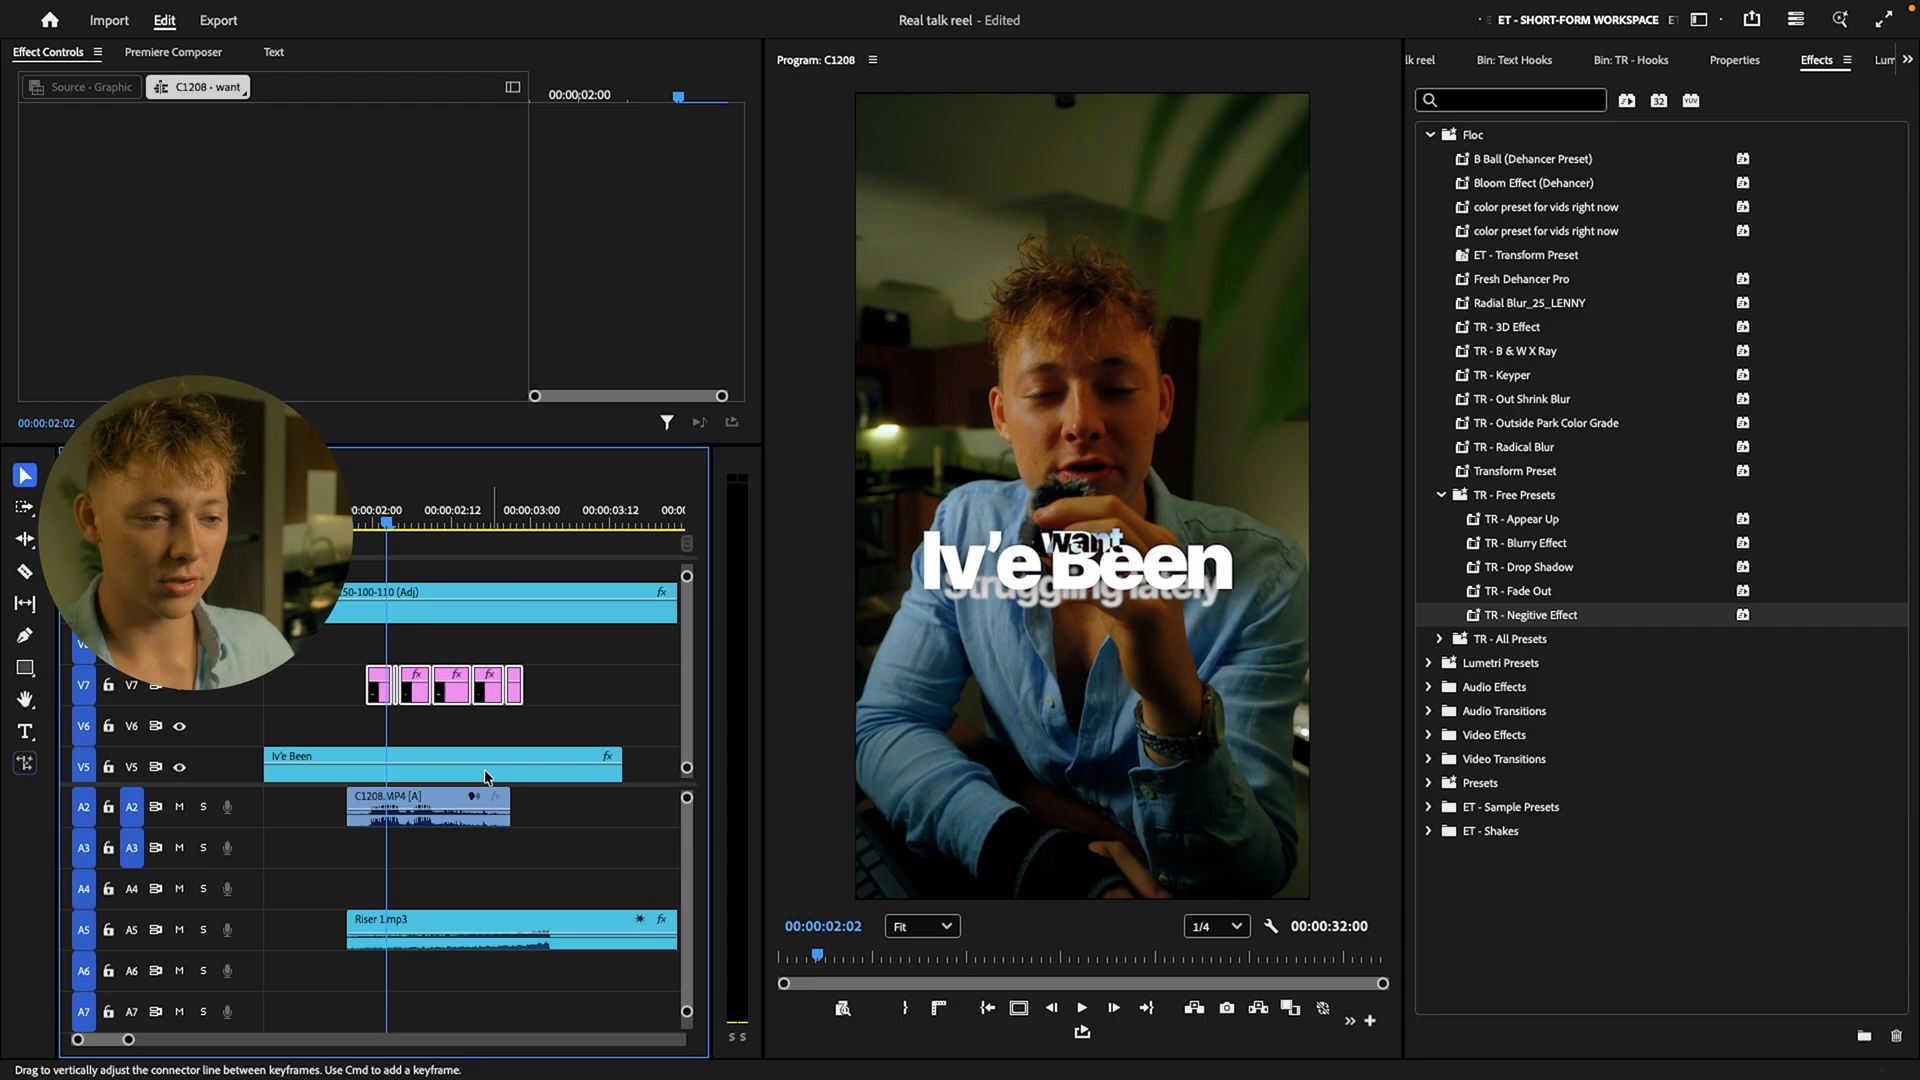 Import
Edit
Export
Real talk reel - Edited
ET - SHORT-FORM WORKSPACE
Effect Controls
Premiere Composer
Text
Source • Graphic
C1208 • want
00:00:02:00
00:00:02:02
Program: C1208
Want
Iv'e Been
Struggling lately
00:00:02:02
Fit
1/4
00:00:32:00
lk reel
Bin: Text Hooks
Bin: TR - Hooks
Properties
Effects
Lum
32
YUV
Floc
B Ball (Dehancer Preset)
Bloom Effect (Dehancer)
color preset for vids right now
color preset for vids right now
ET - Transform Preset
Fresh Dehancer Pro
Radial Blur_25_LENNY
TR - 3D Effect
TR - B & W X Ray
TR - Keyper
TR - Out Shrink Blur
TR - Outside Park Color Grade
TR - Radical Blur
Transform Preset
TR - Free Presets
TR - Appear Up
TR - Blurry Effect
TR - Drop Shadow
TR - Fade Out
TR - Negitive Effect
TR - All Presets
Lumetri Presets
Audio Effects
Audio Transitions
Video Effects
Video Transitions
Presets
ET - Sample Presets
ET - Shakes
00:00:02:12
00:00:03:00
00:00:03:12
50-100-110 (Adj) fx
V7 fx fx fx
V6 V6
V5 V5 Iv'e Been fx
A2 A2 M S C1208.MP4 [A] fx
A3 A3 M S
A4 A4 M S
A5 A5 M S Riser 1.mp3 fx
A6 A6 M S
A7 A7 M S
S S
Drag to vertically adjust the connector line between keyframes. Use Cmd to add a keyframe.